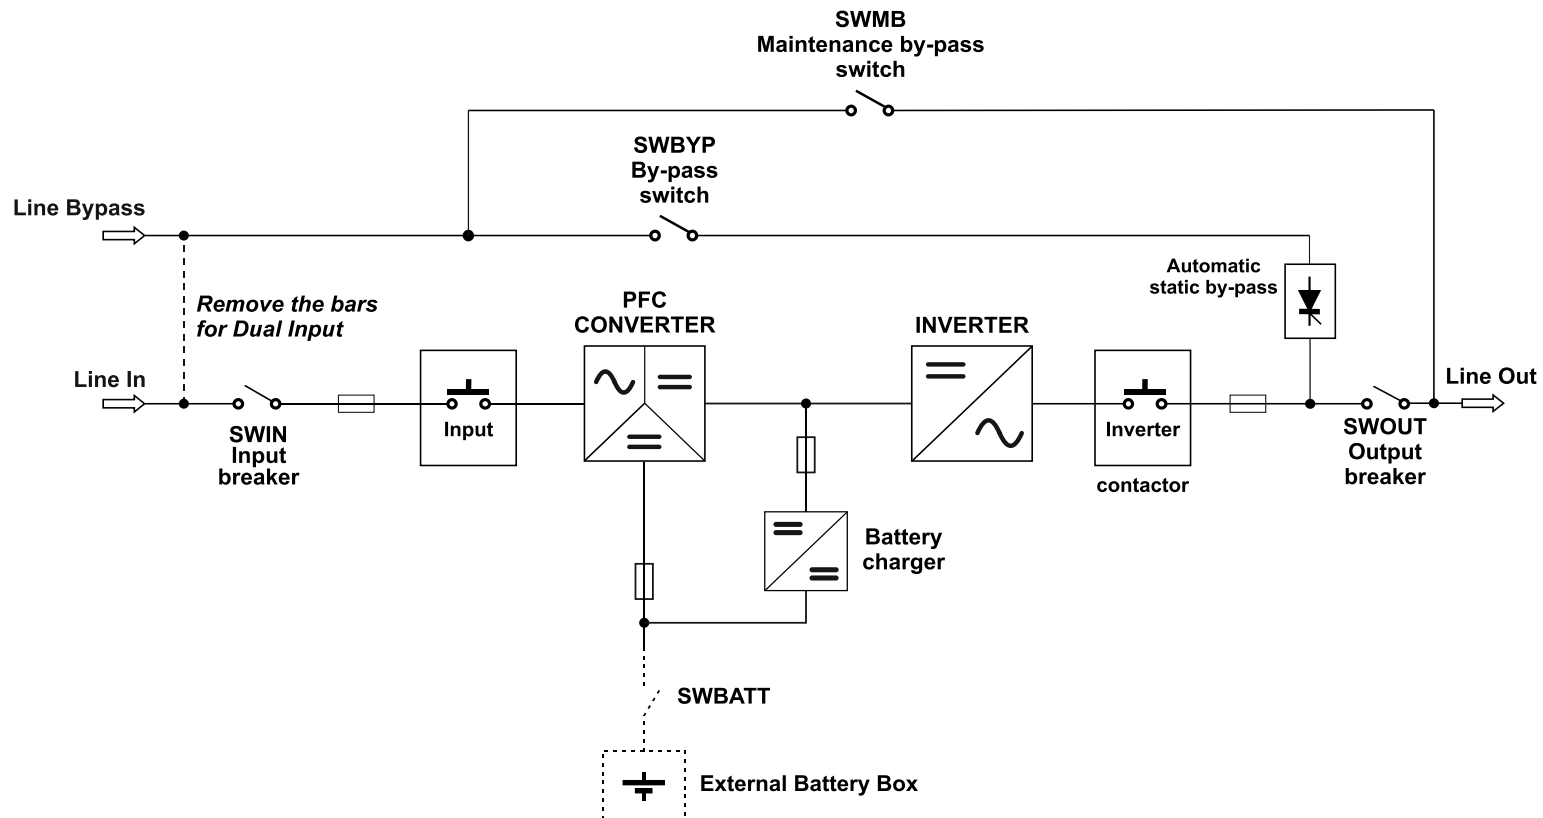 SWMB
Maintenance by-pass
switch
SWBYP
By-pass
switch
Line Bypass
Automatic
static by-pass
Remove the bars
for Dual Input
PFC
CONVERTER
INVERTER
Line In
Line Out
SWIN
Input
breaker
Input
Inverter
contactor
SWOUT
Output
breaker
Battery
charger
SWBATT
External Battery Box